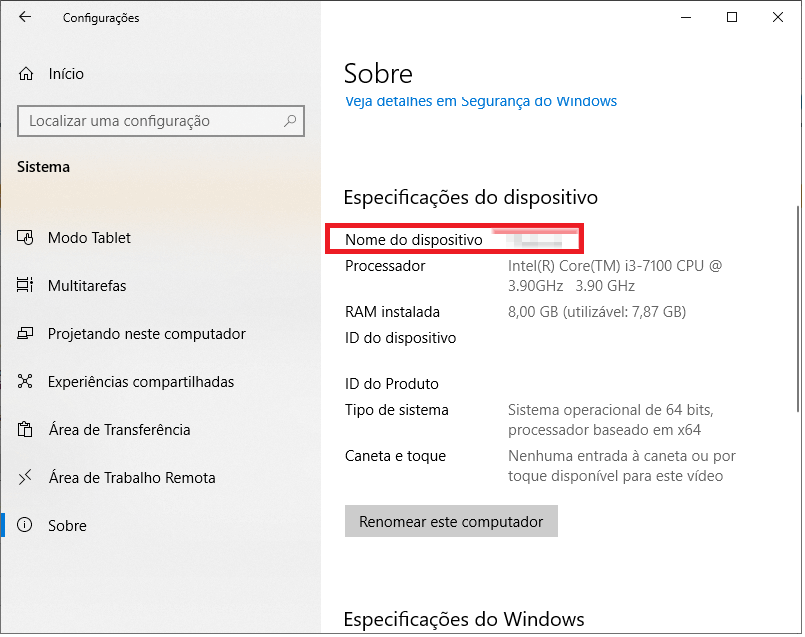 Configurações
Início
Localizar uma configuração
Sistema
Modo Tablet
Multitarefas
Projetando neste computador
Experiências compartilhadas
Área de Transferência
Área de Trabalho Remota
Sobre
Sobre
Veja detalhes em Segurança do Windows
Especificações do dispositivo
Nome do dispositivo
Processador Intel(R) Core(TM) i3-7100 CPU @
3.90GHz 3.90 GHz
RAM instalada 8,00 GB (utilizável: 7,87 GB)
ID do dispositivo
ID do Produto
Tipo de sistema Sistema operacional de 64 bits,
processador baseado em x64
Caneta e toque Nenhuma entrada à caneta ou por
toque disponível para este vídeo
Renomear este computador
Especificações do Windows